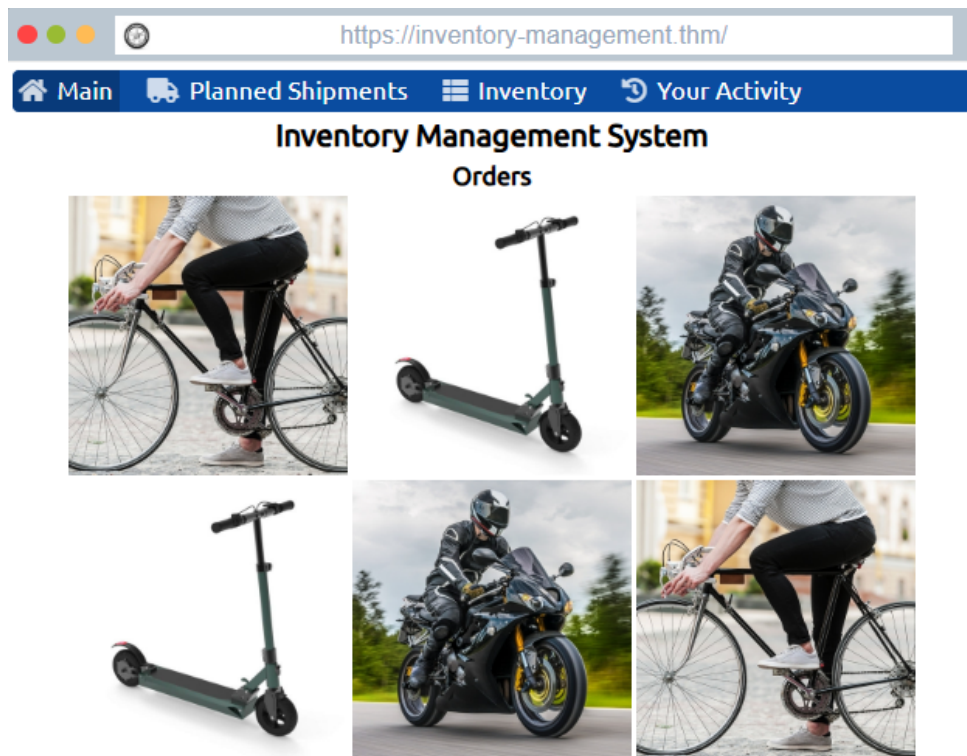 https://inventory-management.thm/
Main Planned Shipments Inventory Your Activity
Inventory Management System
Orders